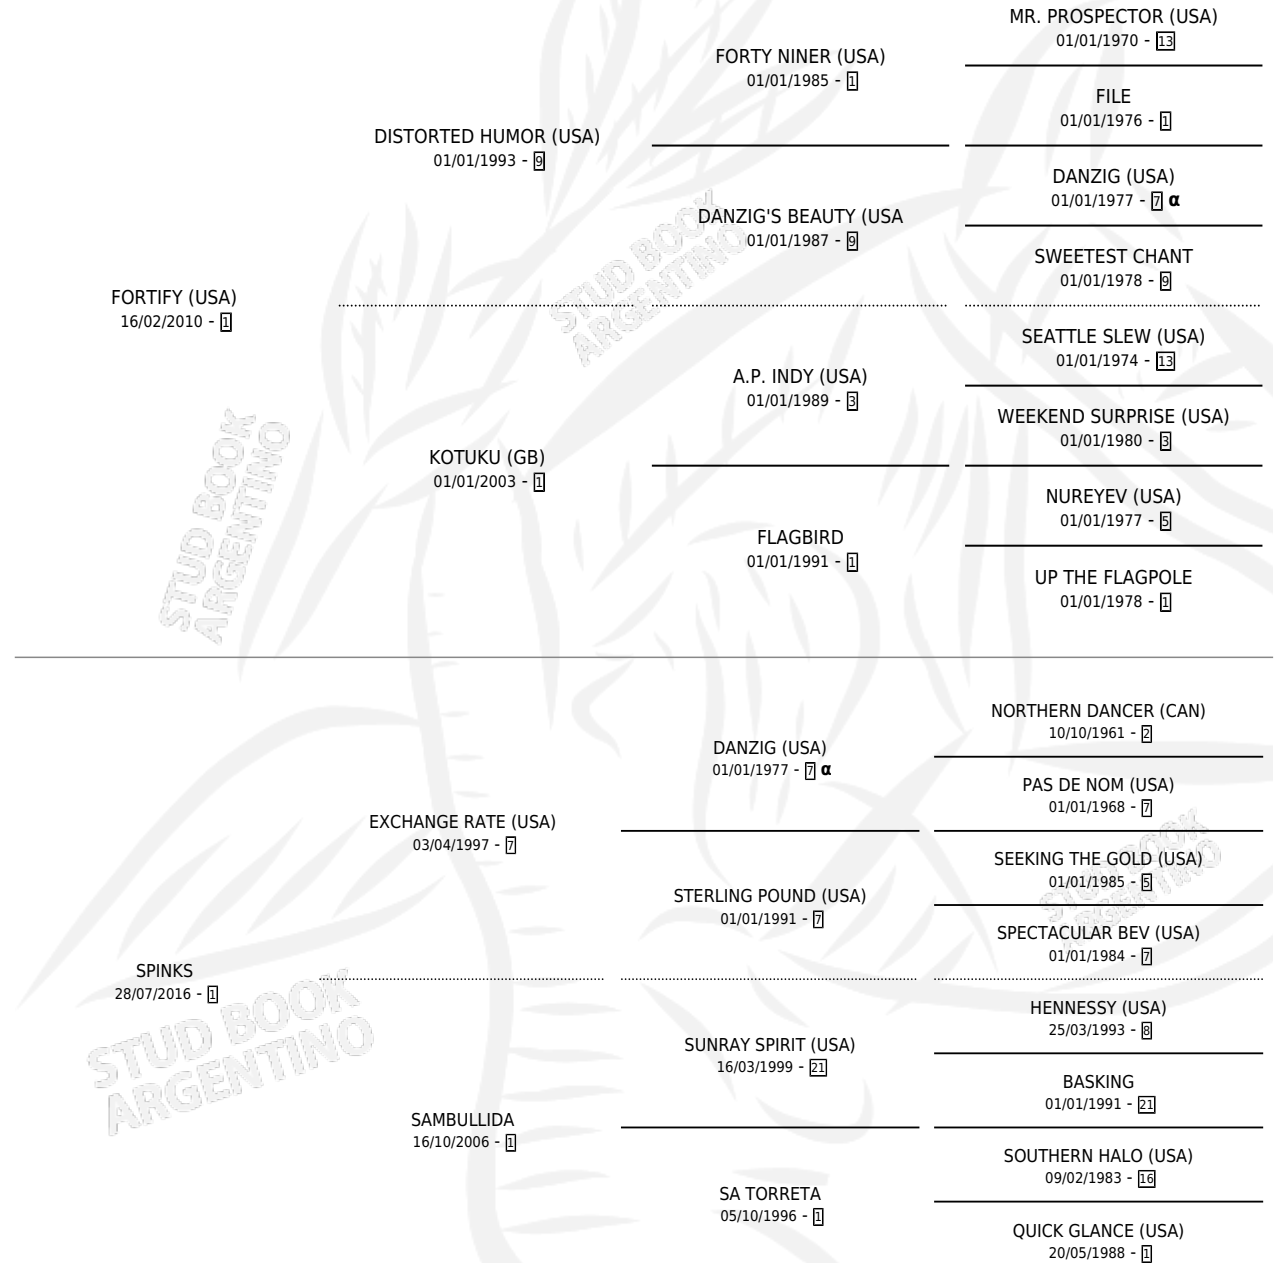 MR. PROSPECTOR (USA)
01/01/1970 - 13
FORTY NINER (USA)
01/01/1985 - 1
FILE
01/01/1976 - 1
DISTORTED HUMOR (USA)
01/01/1993 - 9
DANZIG (USA)
01/01/1977 - 7 α
DANZIG'S BEAUTY (USA
01/01/1987 - 9
SWEETEST CHANT
01/01/1978 - 9
STUD BOOK
ARGENTINO
FORTIFY (USA)
16/02/2010 - 1
SEATTLE SLEW (USA)
01/01/1974 - 13
A.P. INDY (USA)
01/01/1989 - 3
WEEKEND SURPRISE (USA)
01/01/1980 - 3
KOTUKU (GB)
01/01/2003 - 1
STUD BOOK
ARGENTINO
NUREYEV (USA)
01/01/1977 - 5
FLAGBIRD
01/01/1991 - 1
UP THE FLAGPOLE
01/01/1978 - 1
NORTHERN DANCER (CAN)
10/10/1961 - 2
DANZIG (USA)
01/01/1977 - 7 α
PAS DE NOM (USA)
01/01/1968 - 7
EXCHANGE RATE (USA)
03/04/1997 - 7
SEEKING THE GOLD (USA)
01/01/1985 - 5
STUD BOOK
ARGENTINO
STERLING POUND (USA)
01/01/1991 - 7
SPECTACULAR BEV (USA)
01/01/1984 - 7
SPINKS
28/07/2016 - 1
STUD BOOK
ARGENTINO
HENNESSY (USA)
25/03/1993 - 8
SUNRAY SPIRIT (USA)
16/03/1999 - 21
BASKING
01/01/1991 - 21
SAMBULLIDA
16/10/2006 - 1
SOUTHERN HALO (USA)
09/02/1983 - 16
SA TORRETA
05/10/1996 - 1
QUICK GLANCE (USA)
20/05/1988 - 1